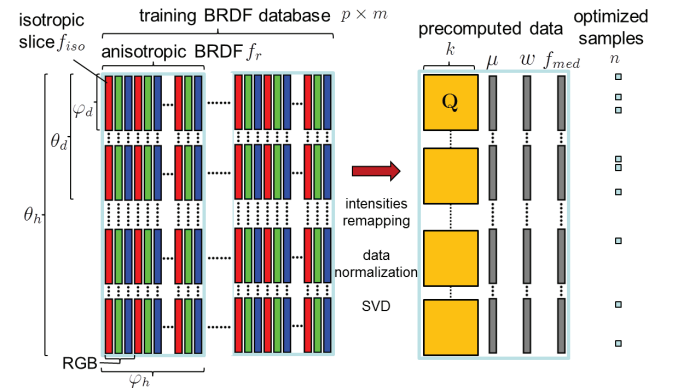 isotropic
slice f_iso
training BRDF database p × m
anisotropic BRDF f_r
φ_d
θ_d
θ_h
RGB
φ_h
intensities
remapping
data
normalization
SVD
precomputed data
k
μ
w
f_med
Q
optimized
samples
n